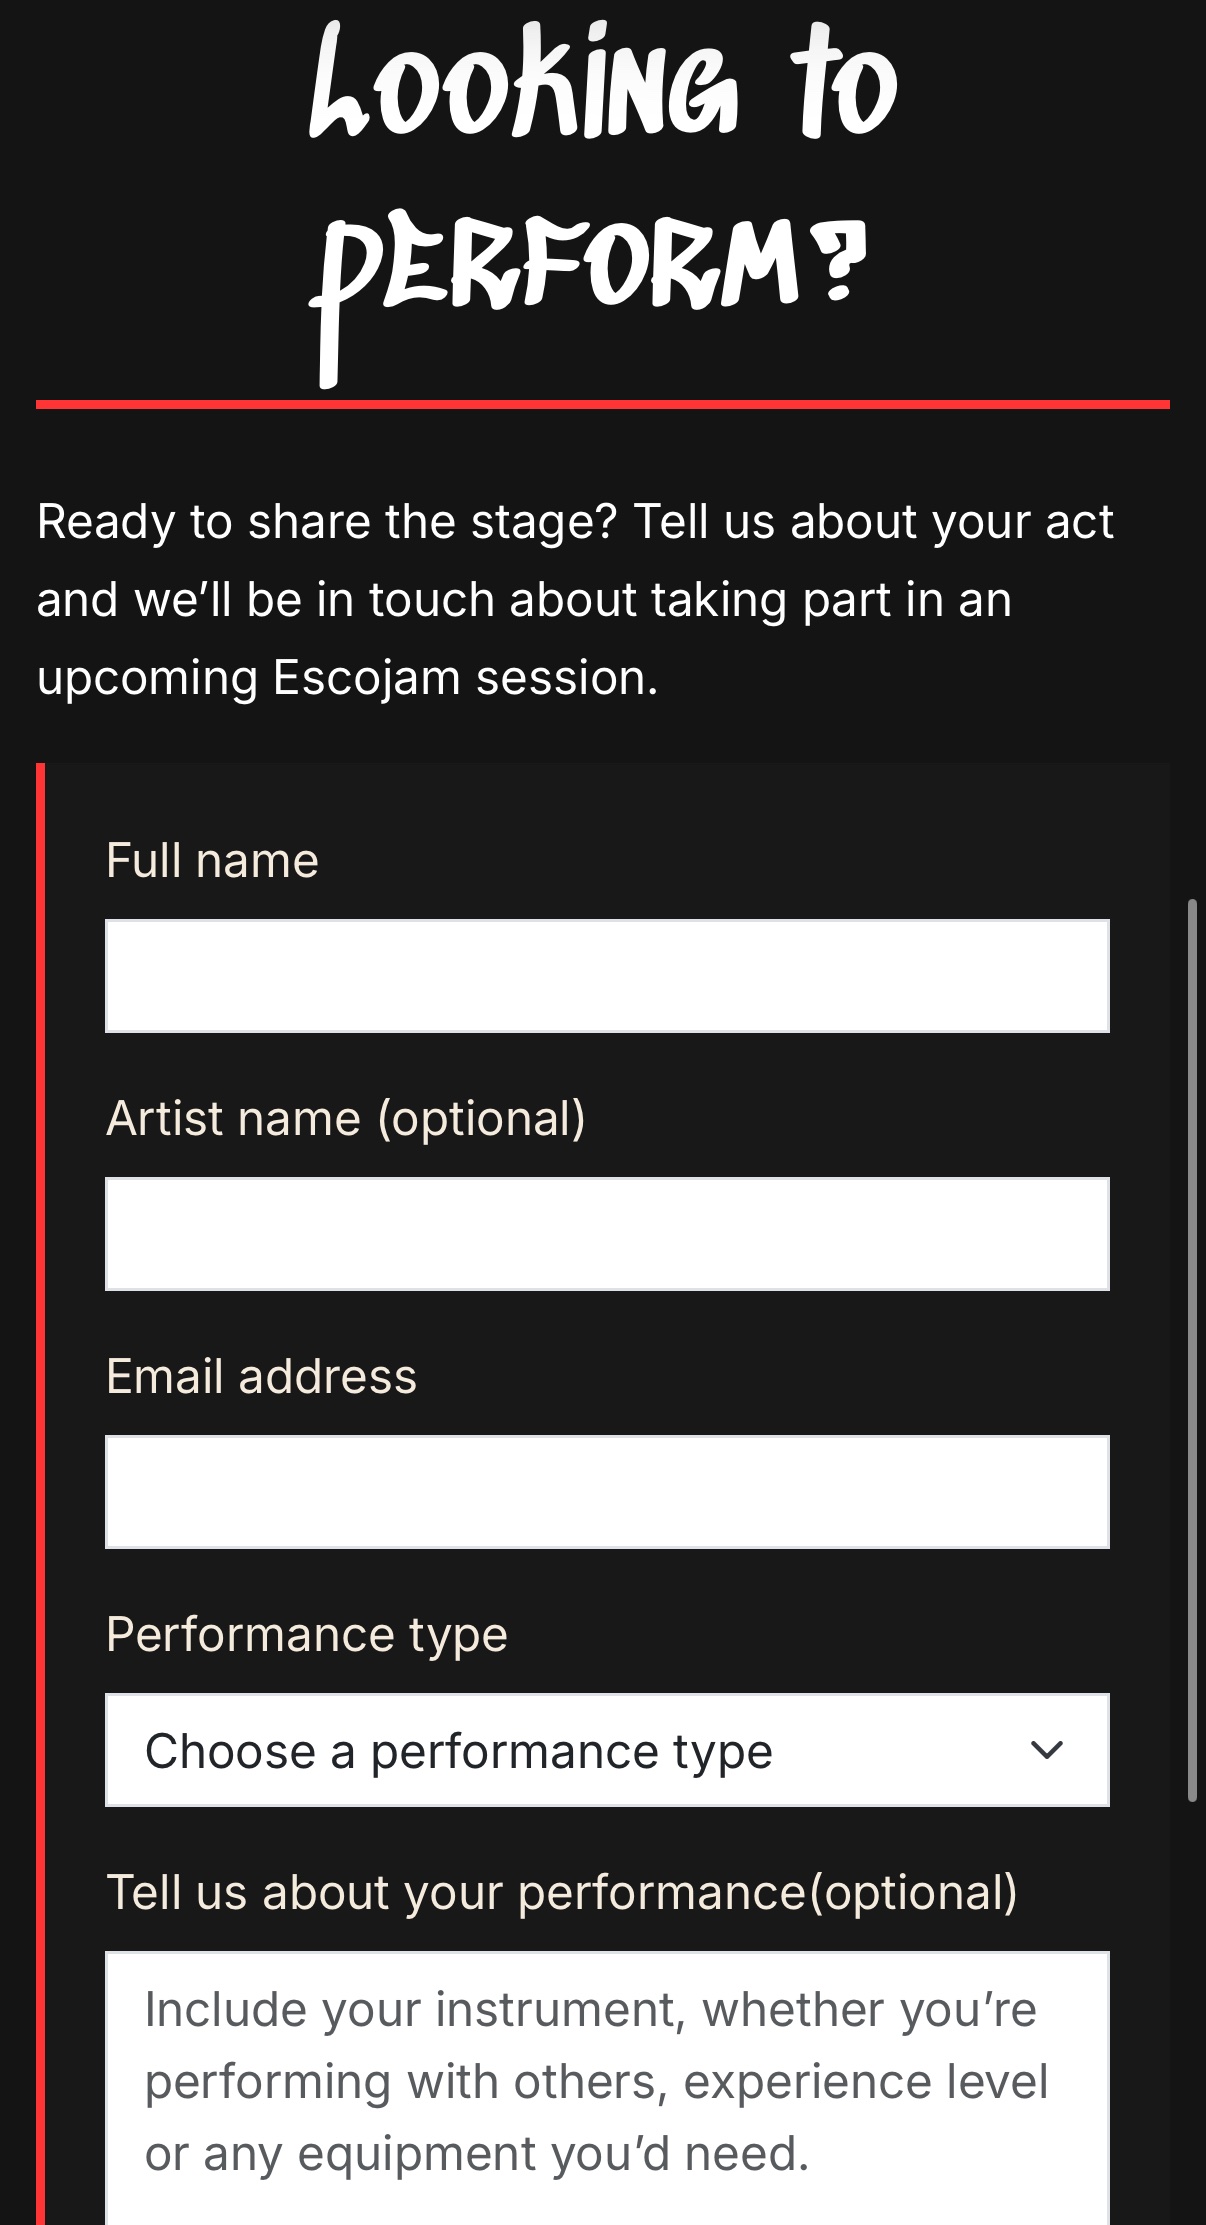 Looking to
PERFORM?
Ready to share the stage? Tell us about your act
and we’ll be in touch about taking part in an
upcoming Escojam session.
Full name
Artist name (optional)
Email address
Performance type
Choose a performance type
Tell us about your performance(optional)
Include your instrument, whether you’re
performing with others, experience level
or any equipment you’d need.